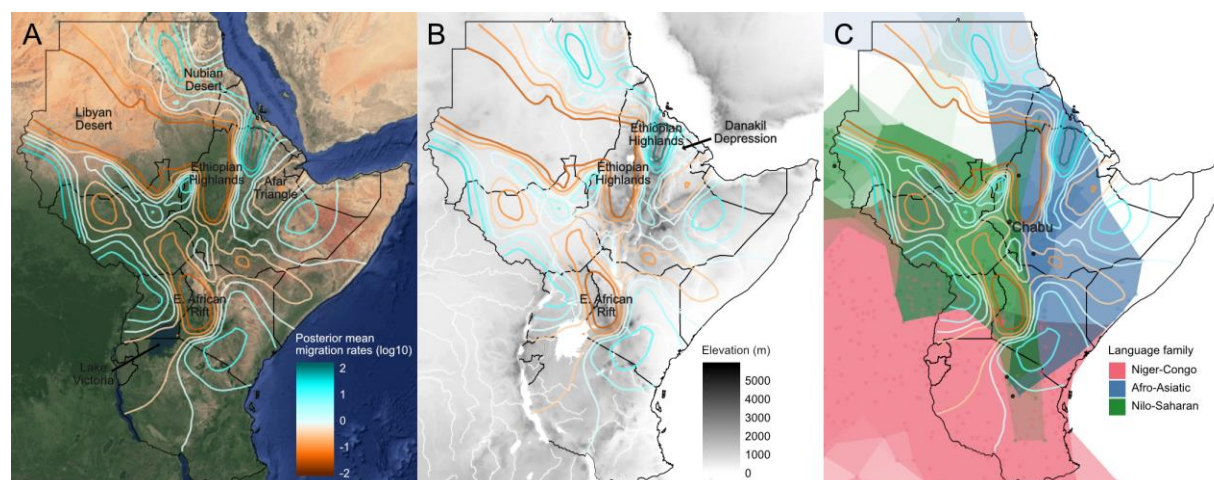 A
Nubian
Desert
Libyan
Desert
Ethiopian
Highlands
Afar
Triangle
E. African
Rift
Lake
Victoria
Posterior mean
migration rates (log10)
2
1
0
-1
-2
B
Ethiopian
Highlands
Danakil
Depression
Ethiopian
Highlands
E. African
Rift
Elevation (m)
5000
4000
3000
2000
1000
0
C
Chabu
Language family
Niger-Congo
Afro-Asiatic
Nilo-Saharan